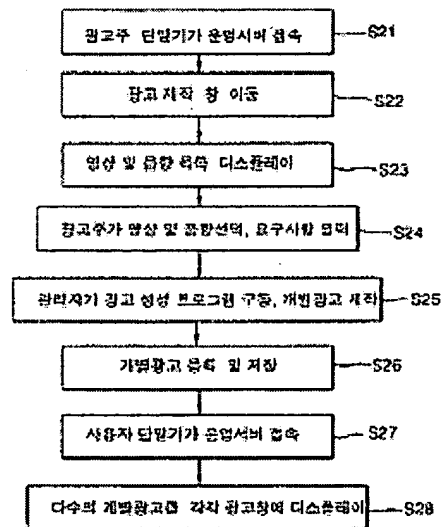 광고주 단말기가 운영서버 접속
S21
광고 제작 창 이동
S22
영상 및 음향 목록 디스플레이
S23
광고주가 영상 및 음향선택, 요구사항 입력
S24
관리자가 광고 생성 프로그램 구동, 개별광고 제작
S25
개별광고 등록 및 저장
S26
사용자 단말기가 운영서버 접속
S27
다수의 개별광고를 각각 광고창에 디스플레이
S28